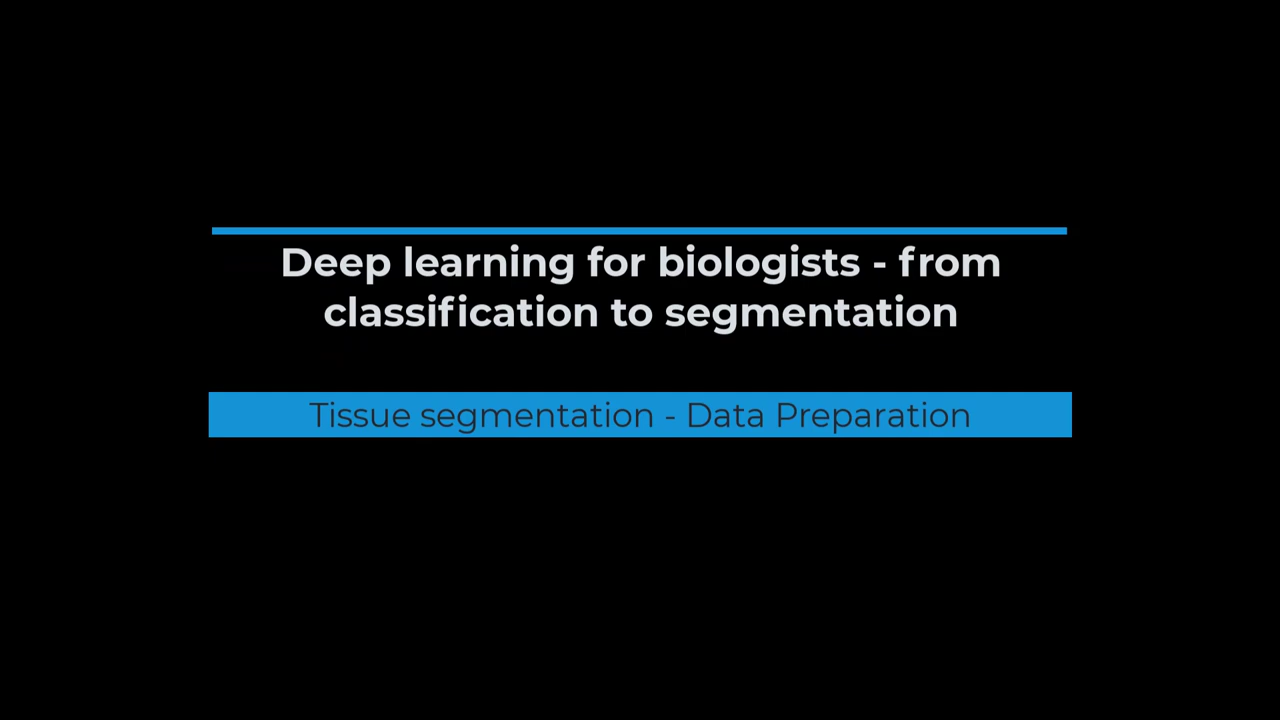 Deep learning for biologists - from
classification to segmentation
Tissue segmentation - Data Preparation